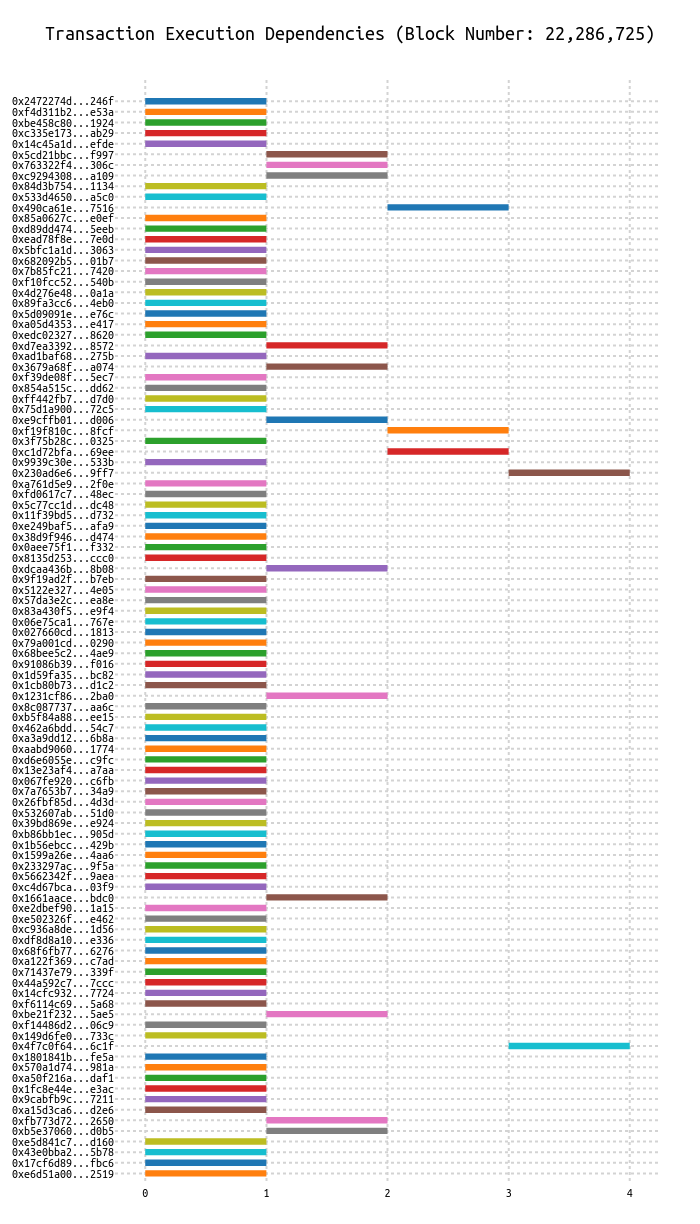 Transaction Execution Dependencies (Block Number: 22,286,725)
0x2472274d...246f
0xf4d311b2...e53a
0xbe458c80...1924
0xc335e173...ab29
0x14c45a1d...efde
0x5cd21bbc...f997
0x763322f4...306c
0xc9294308...a109
0x84d3b754...1134
0x533d4650...a5c0
0x490ca61e...7516
0x85a0627c...e0ef
0xd89dd474...5eeb
0xead78f8e...7e0d
0x5bfc1a1d...3063
0x682092b5...01b7
0x7b85fc21...7420
0xf10fcc52...540b
0x4d276e48...0a1a
0x89fa3cc6...4eb0
0x5d09091e...e76c
0xa05d4353...e417
0xedc02327...8620
0xd7ea3392...8572
0xad1baf68...275b
0x3679a68f...a074
0xf39de08f...5ec7
0x854a515c...dd62
0xff442fb7...d7d0
0x75d1a900...72c5
0xe9cffb01...d006
0xf19f810c...8fcf
0x3f75b28c...0325
0xc1d72bfa...69ee
0x9939c30e...533b
0x230ad6e6...9ff7
0xa761d5e9...2f0e
0xfd0617c7...48ec
0x5c77cc1d...dc48
0x11f39bd5...d732
0xe249baf5...afa9
0x38d9f946...d474
0x0aee75f1...f332
0x8135d253...ccc0
0xdcaa436b...8b08
0x9f19ad2f...b7eb
0x5122e327...4e05
0x57da3e2c...ea8e
0x83a430f5...e9f4
0x06e75ca1...767e
0x027660cd...1813
0x79a001cd...0290
0x68bee5c2...4ae9
0x91086b39...f016
0x1d59fa35...bc82
0x1cb80b73...d1c2
0x1231cf86...2ba0
0x8c087737...aa6c
0xb5f84a88...ee15
0x462a6bdd...54c7
0xa3a9dd12...6b8a
0xaabd9060...1774
0xd6e6055e...c9fc
0x13e23af4...a7aa
0x067fe920...c6fb
0x7a7653b7...34a9
0x26fbf85d...4d3d
0x532607ab...51d0
0x39bd869e...e924
0xb86bb1ec...905d
0x1b56ebcc...429b
0x1599a26e...4aa6
0x233297ac...9f5a
0x5662342f...9aea
0xc4d67bca...03f9
0x1661aace...bdc0
0xe2dbef90...1a15
0xe502326f...e462
0xc936a8de...1d56
0xdf8d8a10...e336
0x68f6fb77...6276
0xa122f369...c7ad
0x71437e79...339f
0x44a592c7...7ccc
0x14cfc932...7724
0xf6114c69...5a68
0xbe21f232...5ae5
0xf14486d2...06c9
0x149d6fe0...733c
0x4f7c0f64...6c1f
0x1801841b...fe5a
0x570a1d74...981a
0xa50f216a...daf1
0x1fc8e44e...e3ac
0x9cabfb9c...7211
0xa15d3ca6...d2e6
0xfb773d72...2650
0xb5e37060...d0b5
0xe5d841c7...d160
0x43e0bba2...5b78
0x17cf6d89...fbc6
0xe6d51a00...2519
0 1 2 3 4